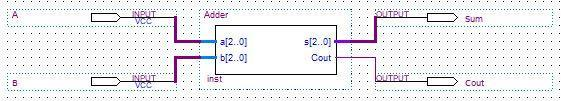 A
INPUT
VCC
Adder
a[2..0]
s[2..0]
b[2..0]
Cout
inst
OUTPUT
Sum
B
INPUT
VCC
OUTPUT
Cout